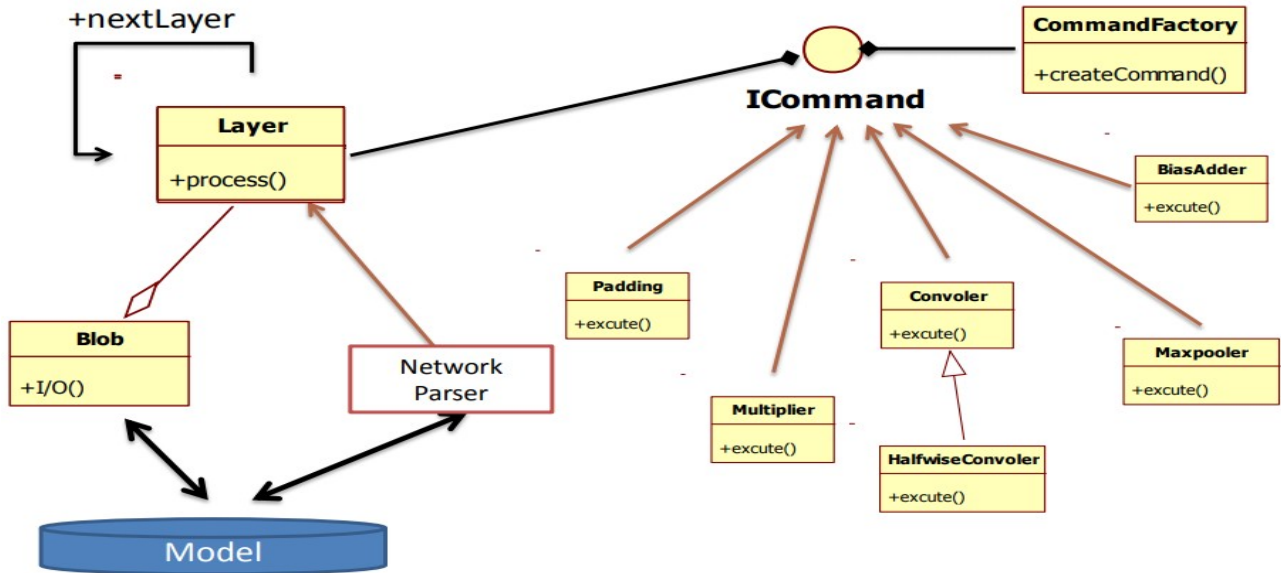 +nextLayer
CommandFactory
+createCommand()
ICommand
Layer
+process()
BiasAdder
+excute()
Padding
+excute()
Convoler
+excute()
Blob
+I/O()
Network
Parser
Maxpooler
+excute()
Multiplier
+excute()
HalfwiseConvoler
+excute()
Model